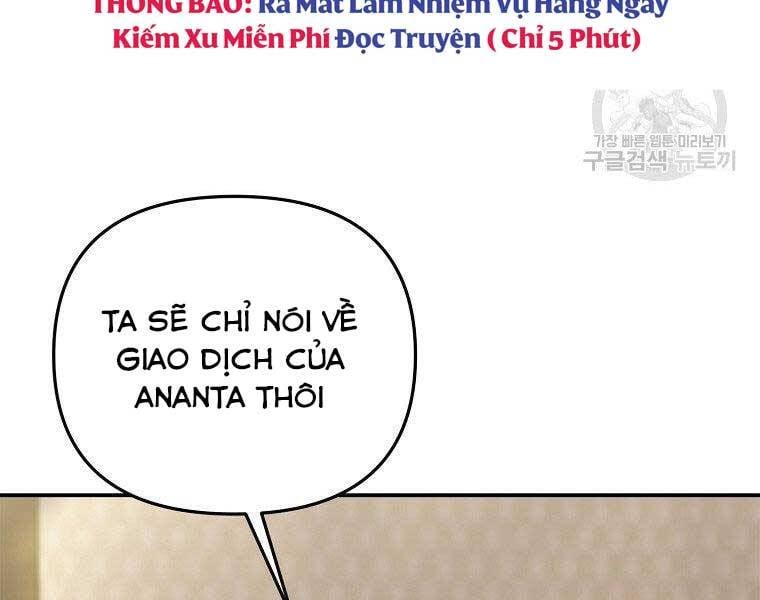 THÔNG BÁO: Ra Mắt Làm Nhiệm Vụ Hàng Ngày
Kiếm Xu Miễn Phí Đọc Truyện ( Chỉ 5 Phút)
가장 빠른 웹툰 미리보기
구글검색 뉴토끼
TA SẼ CHỈ NÓI VỀ
GIAO DỊCH CỦA
ANANTA THÔI